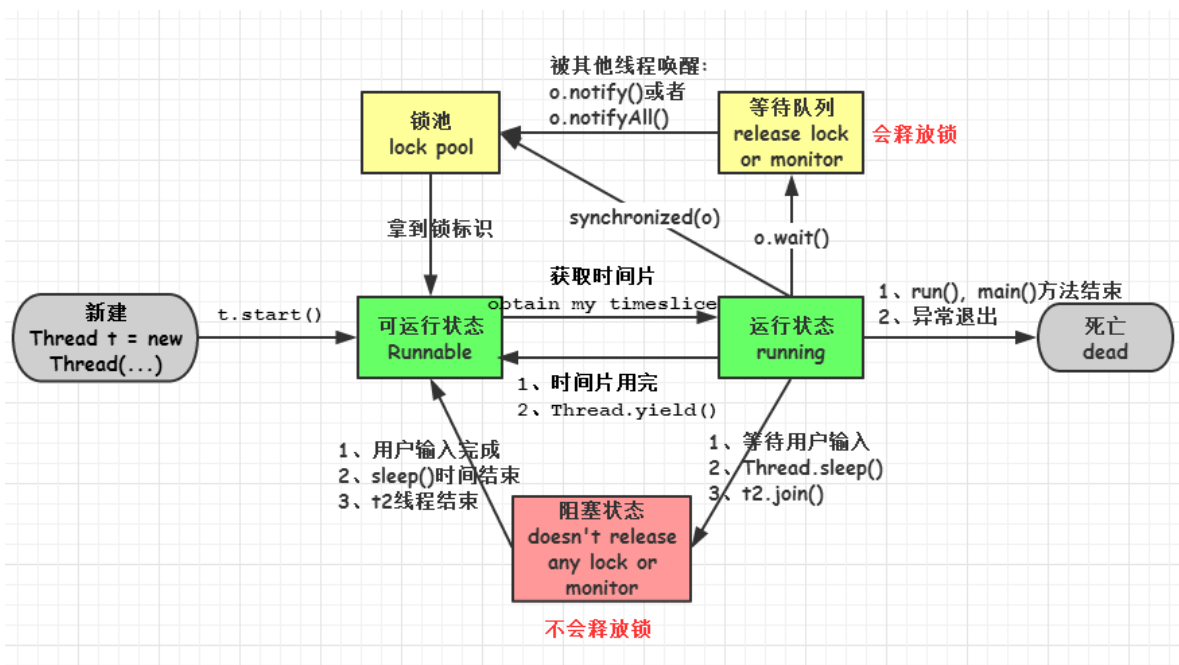 被其他线程唤醒:
o.notify()或者
o.notifyAll()
锁池
lock pool
等待队列
release lock
or monitor
会释放锁
synchronized(o)
o.wait()
拿到锁标识
获取时间片
obtain my timeslice
新建
Thread t = new
Thread(...)
t.start()
可运行状态
Runnable
运行状态
running
1、run(), main()方法结束
2、异常退出
死亡
dead
1、时间片用完
2、Thread.yield()
1、用户输入完成
2、sleep()时间结束
3、t2线程结束
1、等待用户输入
2、Thread.sleep()
3、t2.join()
阻塞状态
doesn't release
any lock or
monitor
不会释放锁